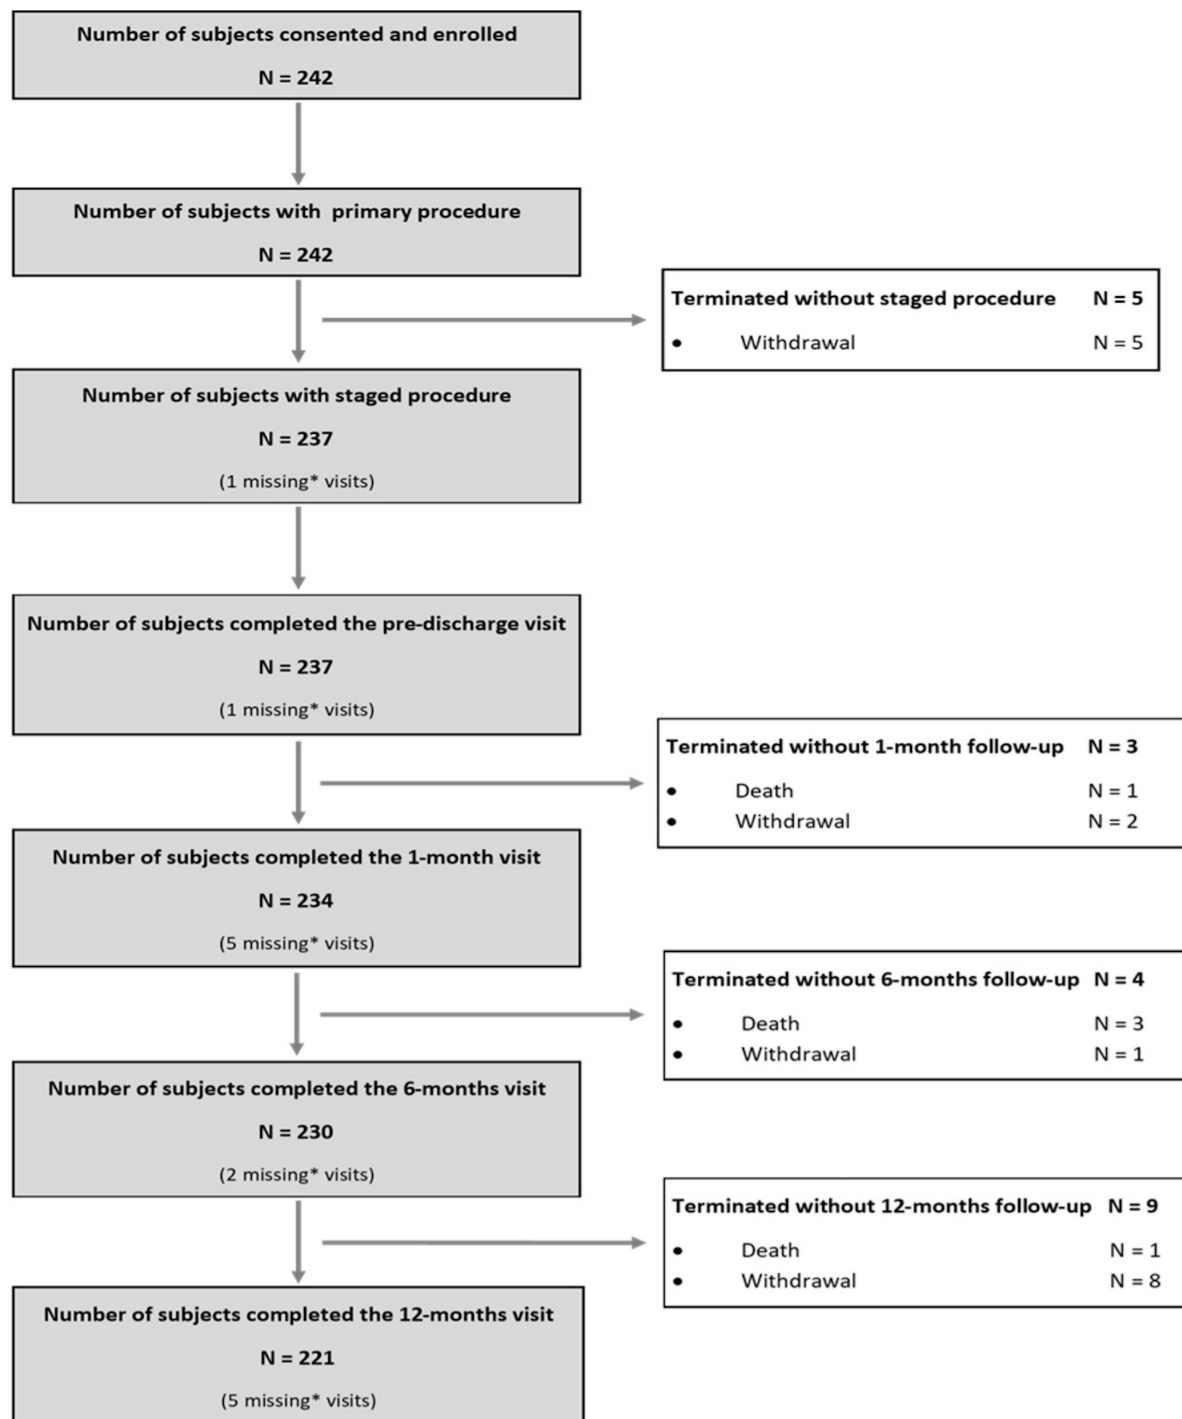 Number of subjects consented and enrolled
N = 242
Number of subjects with primary procedure
N = 242
Terminated without staged procedure N = 5
• Withdrawal N = 5
Number of subjects with staged procedure
N = 237
(1 missing* visits)
Number of subjects completed the pre-discharge visit
N = 237
(1 missing* visits)
Terminated without 1-month follow-up N = 3
• Death N = 1
• Withdrawal N = 2
Number of subjects completed the 1-month visit
N = 234
(5 missing* visits)
Terminated without 6-months follow-up N = 4
• Death N = 3
• Withdrawal N = 1
Number of subjects completed the 6-months visit
N = 230
(2 missing* visits)
Terminated without 12-months follow-up N = 9
• Death N = 1
• Withdrawal N = 8
Number of subjects completed the 12-months visit
N = 221
(5 missing* visits)